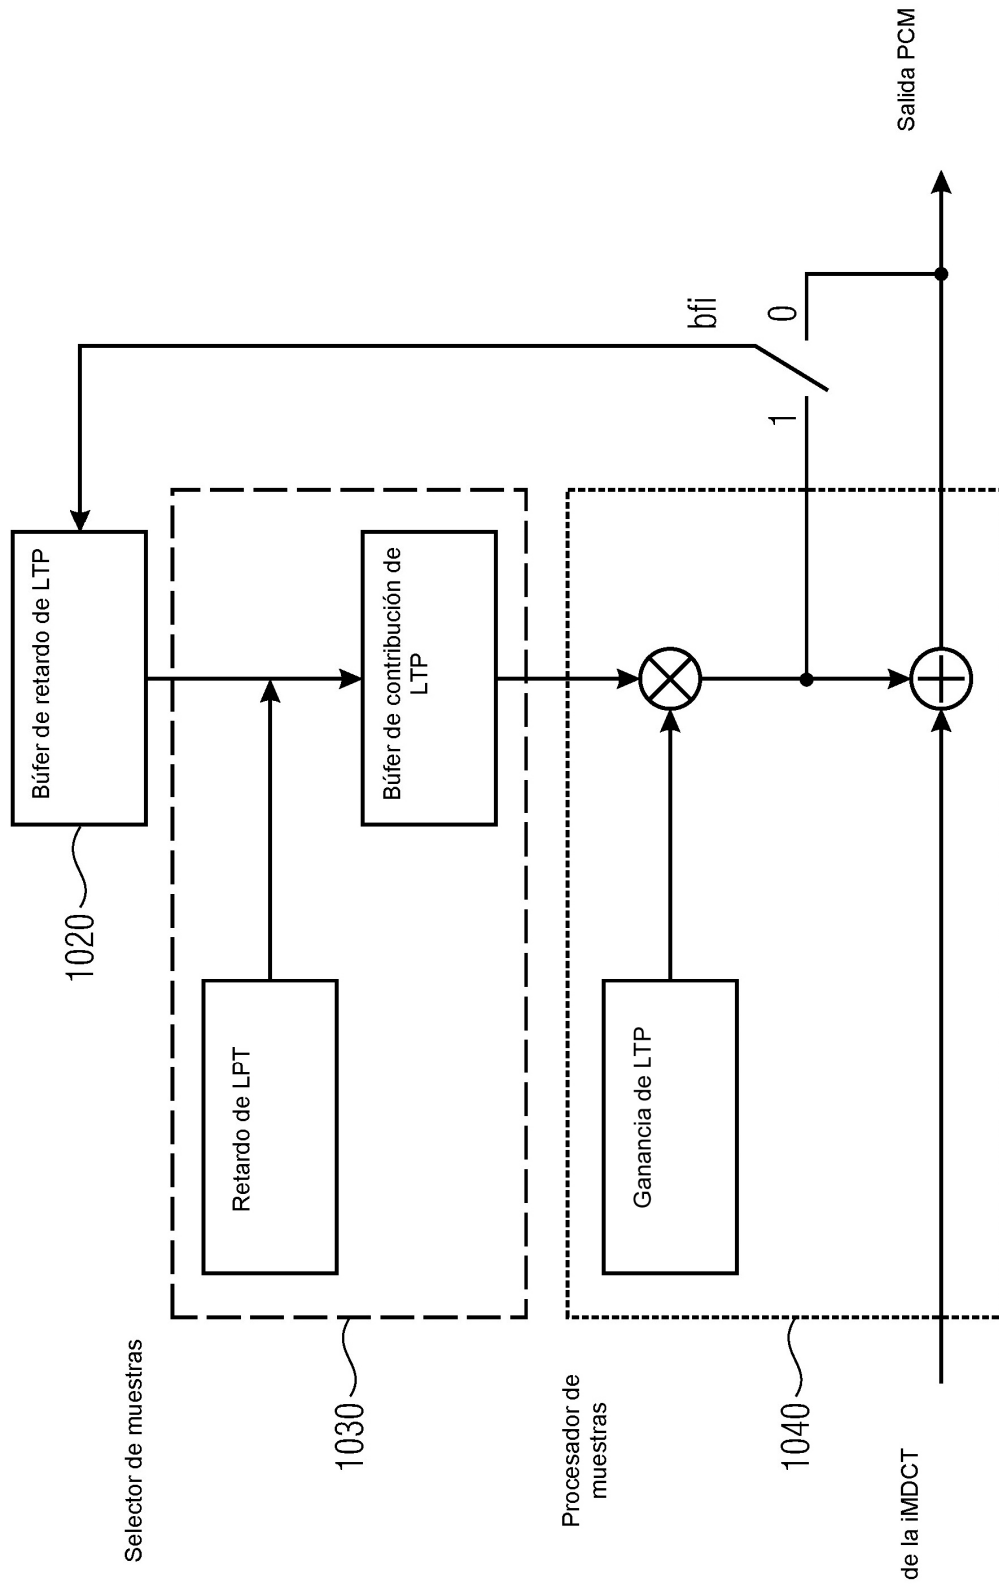 Selector de muestras
1030
Retardo de LPT
1020
Búfer de retardo de LTP
Búfer de contribución de
LTP
Procesador de
muestras
1040
Ganancia de LTP
1
0
bfi
de la iMDCT
Salida PCM